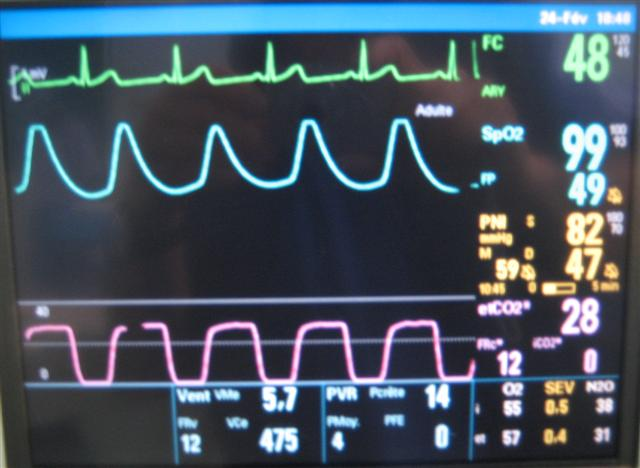 24-Fév 18:48
mV
FC 48 120 45
ARY
Adulte
SpO2 99 100 93
FP 49
PNI S 82 180 70
mmHg
M 59 D 47
10:45 0 5 min
40
etCO2* 28
FRc* 12 iCO2* 0
0
Vent VMe 5,7 PVR Pcrête 14 O2 SEV N2O
i 55 0,5 38
FRv 12 VCe 475 PMoy. 4 PFE 0
et 57 0,4 31